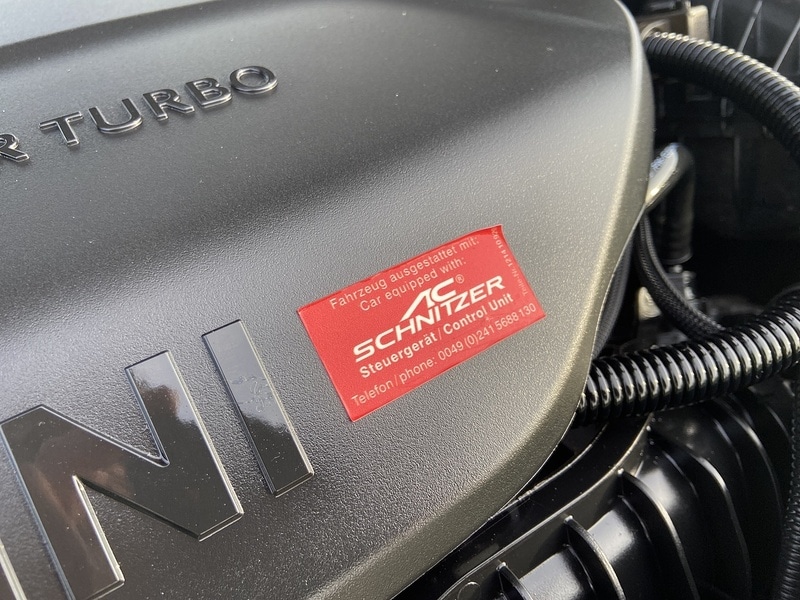 R TURBO
Fahrzeug ausgestattet mit:
Car equipped with:
AC
SCHNITZER®
Steuergerät / Control Unit
Telefon / phone: 0049 (0) 241 5688 130
NI